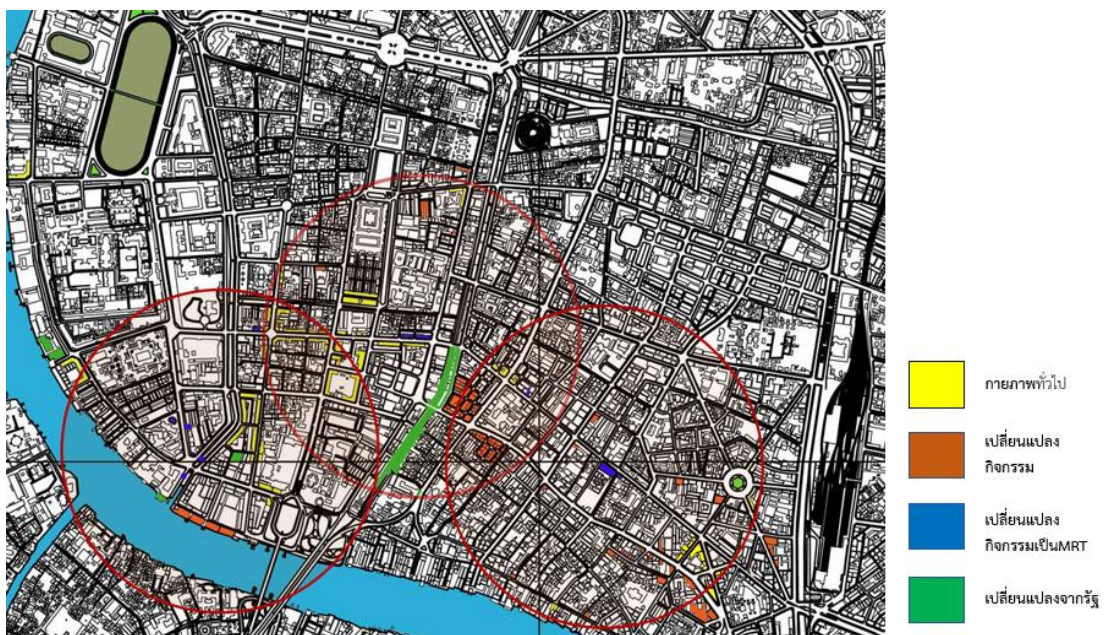 กายภาพทั่วไป
เปลี่ยนแปลง
กิจกรรม
เปลี่ยนแปลง
กิจกรรมเป็นMRT
เปลี่ยนแปลงจากรัฐ